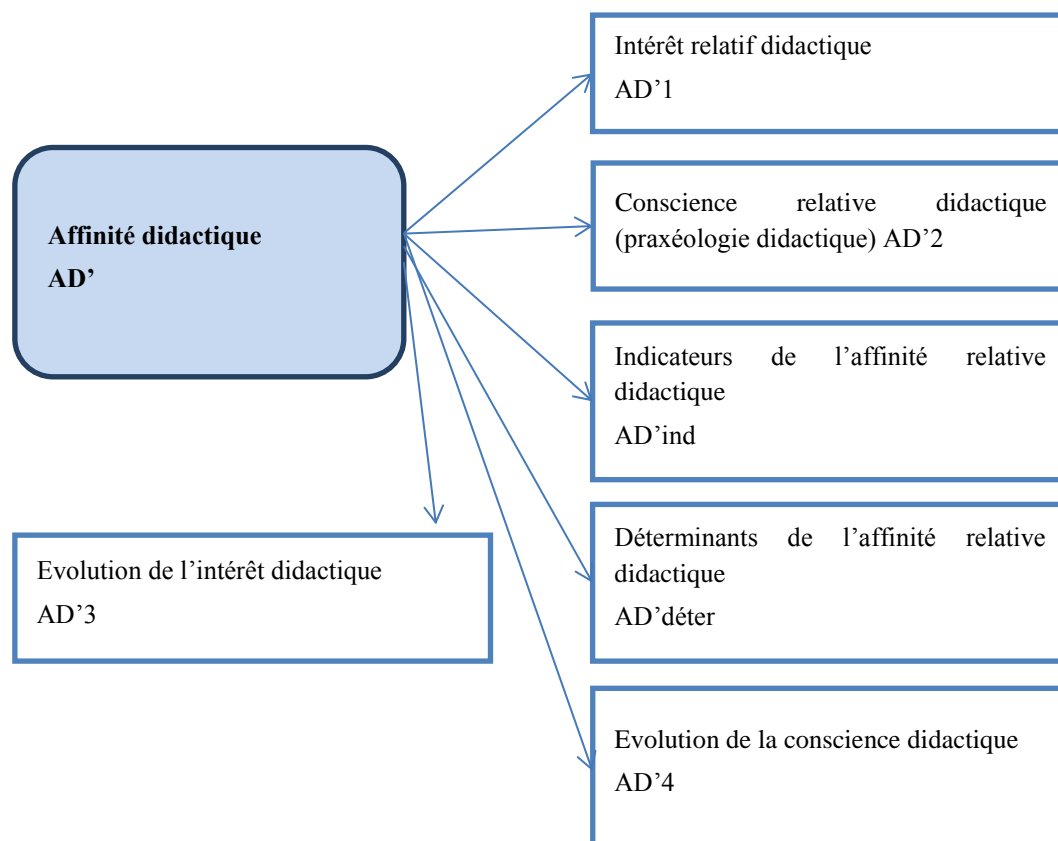 Intérêt relatif didactique
AD’1
Affinité didactique
AD’
Conscience relative didactique
(praxéologie didactique) AD’2
Indicateurs de l’affinité relative
didactique
AD’ind
Déterminants de l’affinité relative
didactique
AD’déter
Evolution de l’intérêt didactique
AD’3
Evolution de la conscience didactique
AD’4